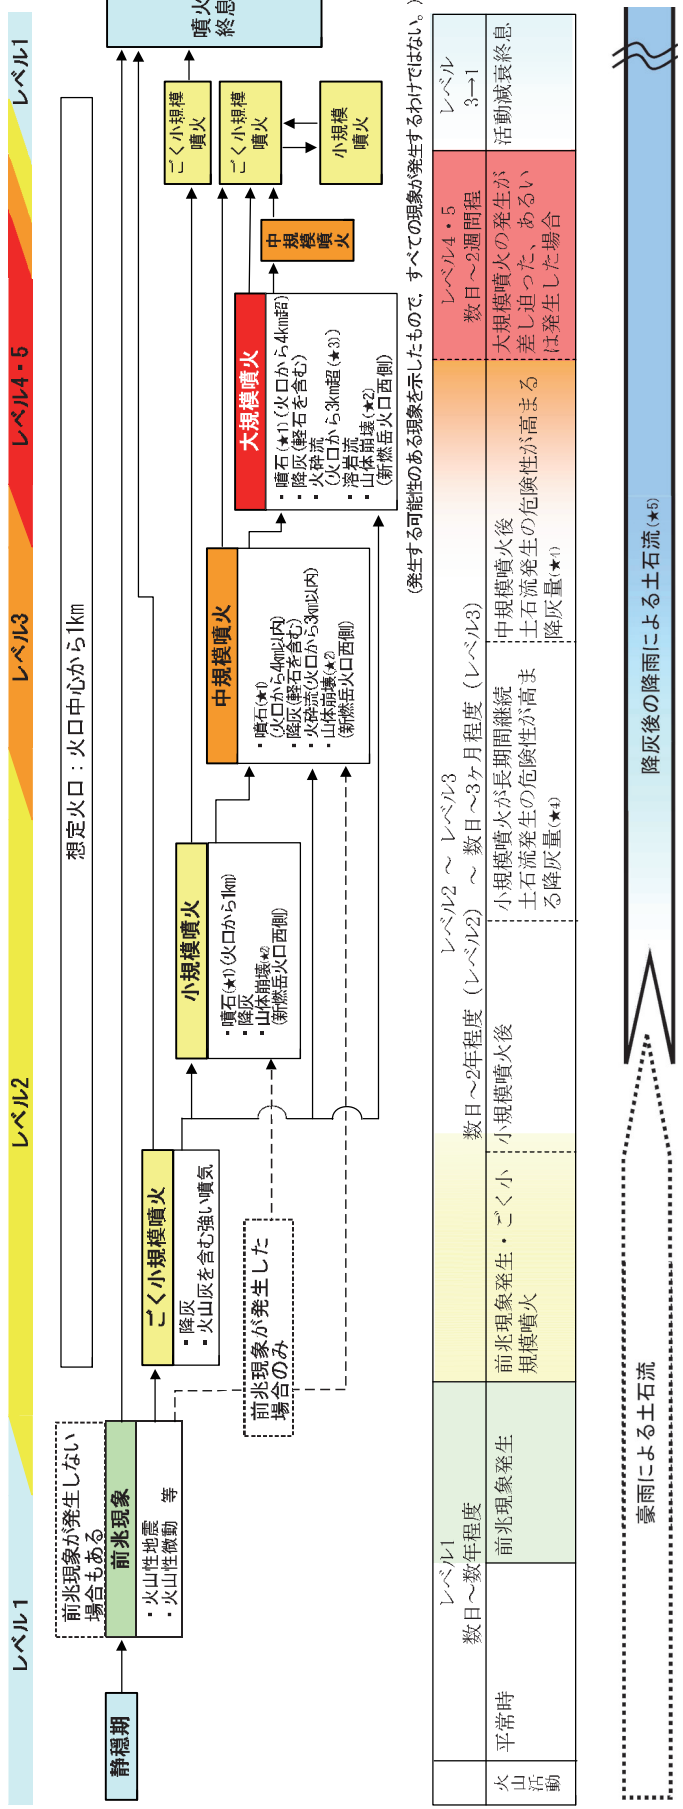 レベル1
レベル2
レベル3
レベル4・5
レベル1
想定火口：火口中心から1km
前兆現象が発生しない
場合もある
静穏期
前兆現象
・火山性地震
・火山性微動　等
ごく小規模噴火
・降灰
・火山灰を含む強い噴気
前兆現象が発生した
場合のみ
小規模噴火
・噴石(★1)(火口から1km)
・降灰
・山体崩壊(★2)
(新燃岳火口西側)
中規模噴火
・噴石(★1)
(火口から4km以内)
・降灰(軽石を含む)
・火砕流(火口から3km以内)
・山体崩壊(★2)
(新燃岳火口西側)
大規模噴火
・噴石(★1)(火口から4km超)
・降灰(軽石を含む)
・火砕流
(火口から3km超(★3))
・溶岩流
・山体崩壊(★2)
(新燃岳火口西側)
中規模噴
火
ごく小規模
噴火
ごく小規模
噴火
小規模
噴火
噴火
終息
(発生する可能性のある現象を示したもので、すべての現象が発生するわけではない。)
レベル1
数日～数年程度
レベル2 ～ レベル3
数日～2年程度（レベル2） ～ 数日～3ヶ月程度（レベル3）
レベル4・5
数日～2週間程
レベル
3→1
火山活動
平常時
前兆現象発生
前兆現象発生・ごく小
規模噴火
小規模噴火後
小規模噴火が長期間継続
土石流発生の危険性が高ま
る降灰量(★4)
中規模噴火後
土石流発生の危険性が高まる
降灰量(★4)
大規模噴火の発生が
差し迫った、あるい
は発生した場合
活動減衰終息
豪雨による土石流
降灰後の降雨による土石流(★5)